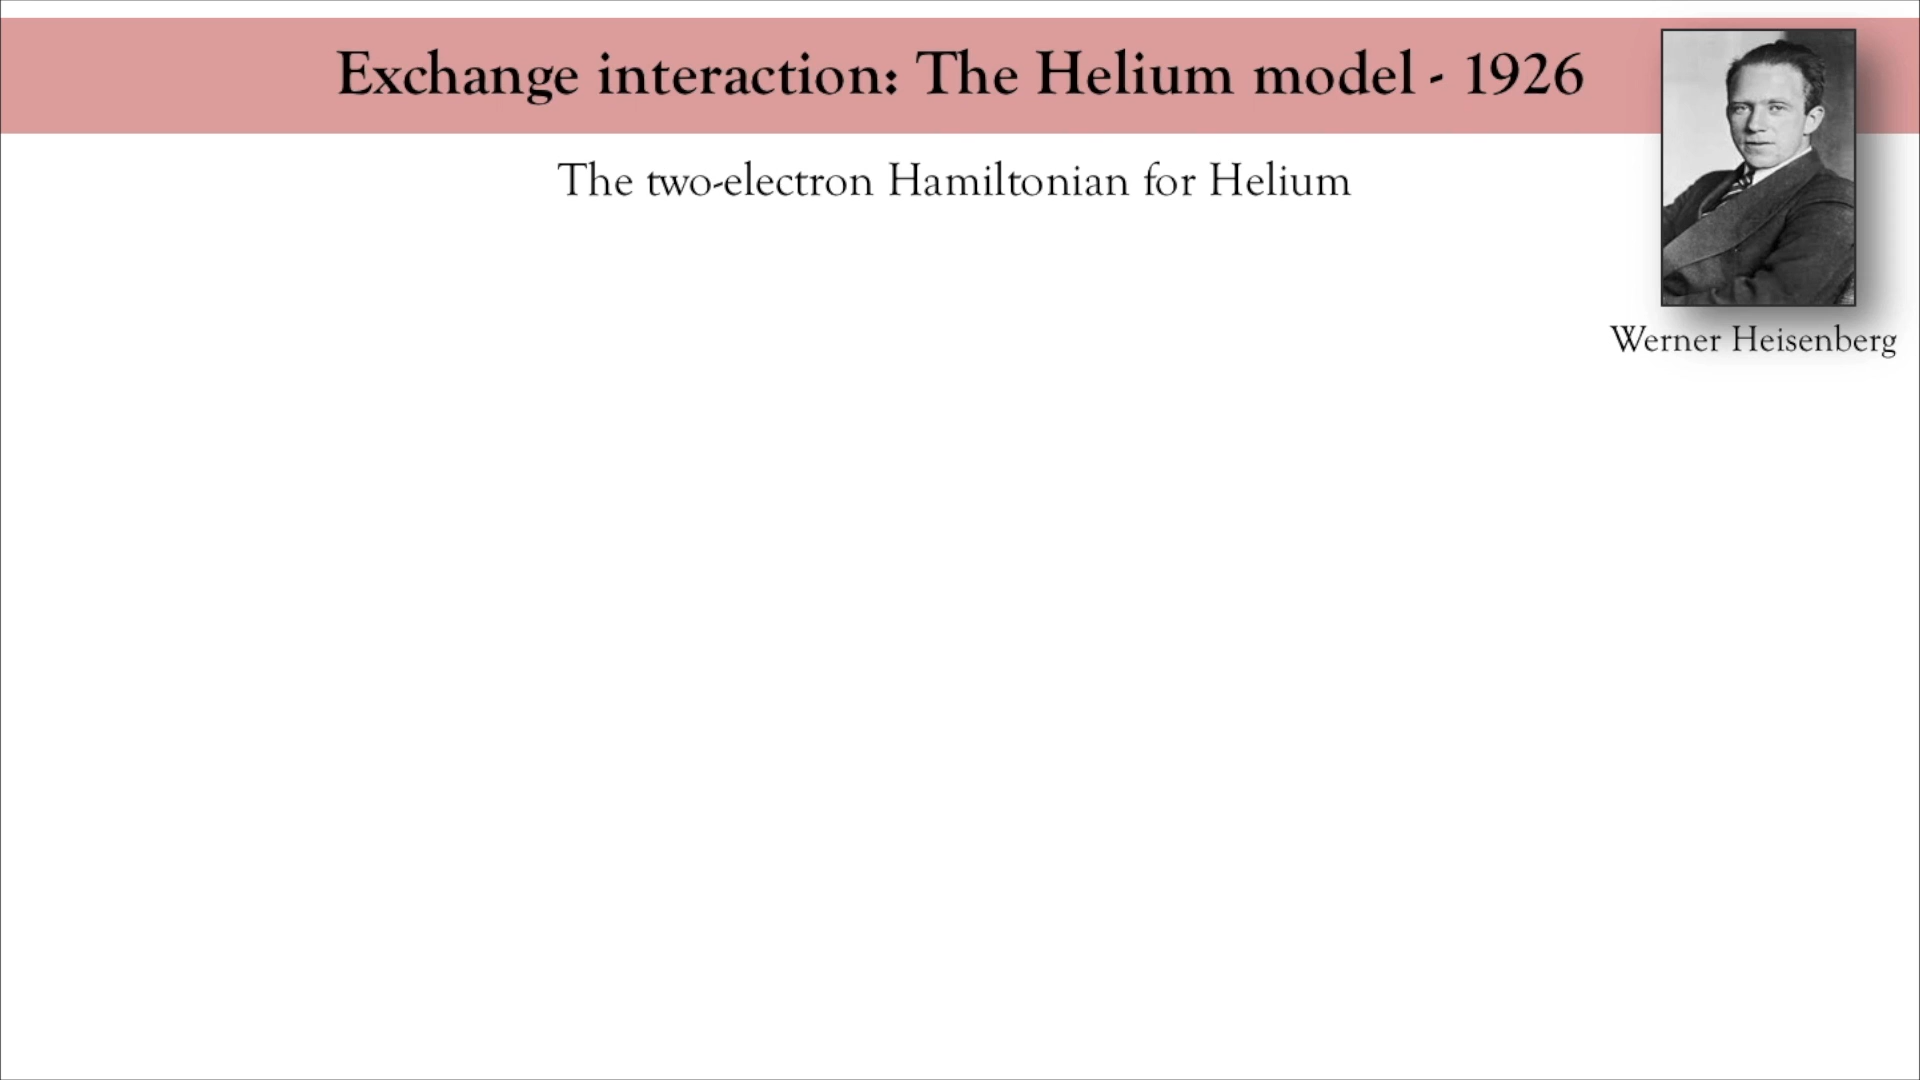 Exchange interaction: The Helium model - 1926
The two-electron Hamiltonian for Helium
Werner Heisenberg